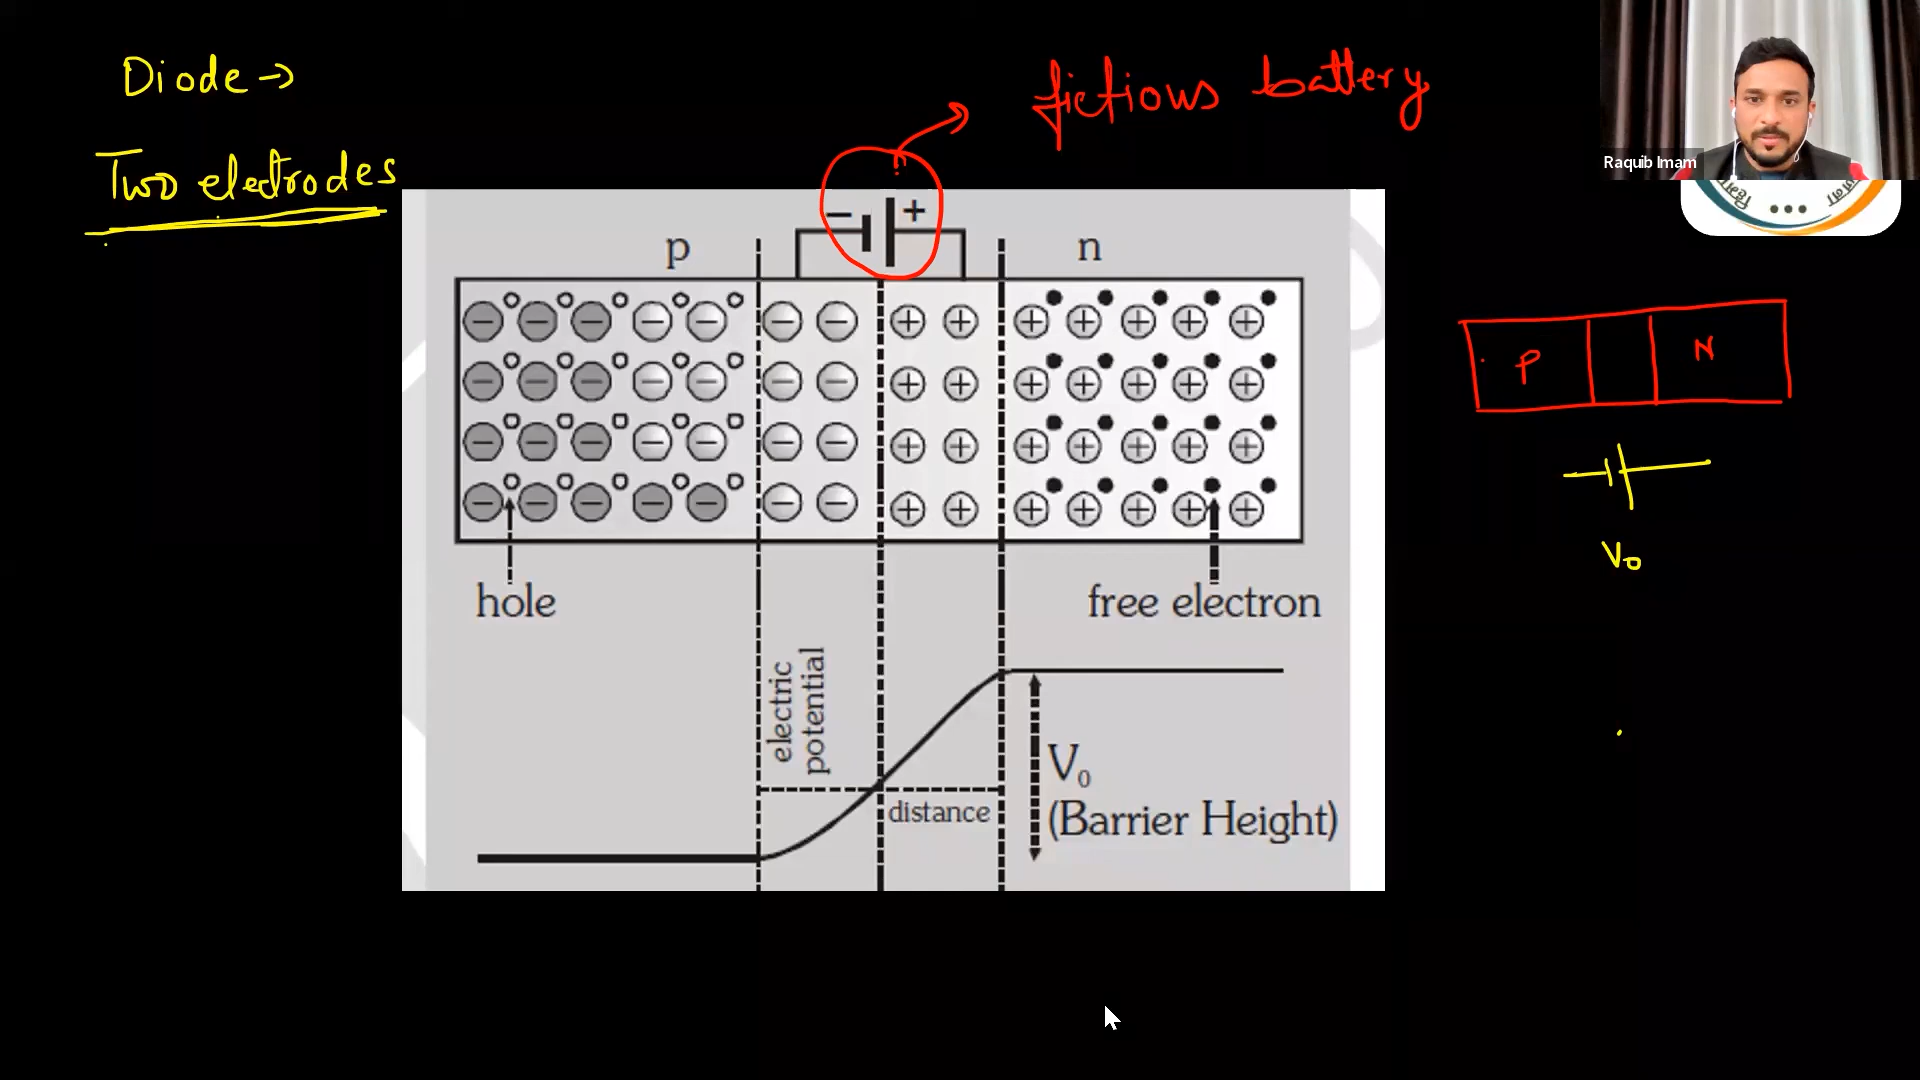 Diode →
Two electrodes
fictious battery
Raquib Imam
− +
p
n
P
N
V₀
hole
free electron
electric
potential
distance
V₀
(Barrier Height)